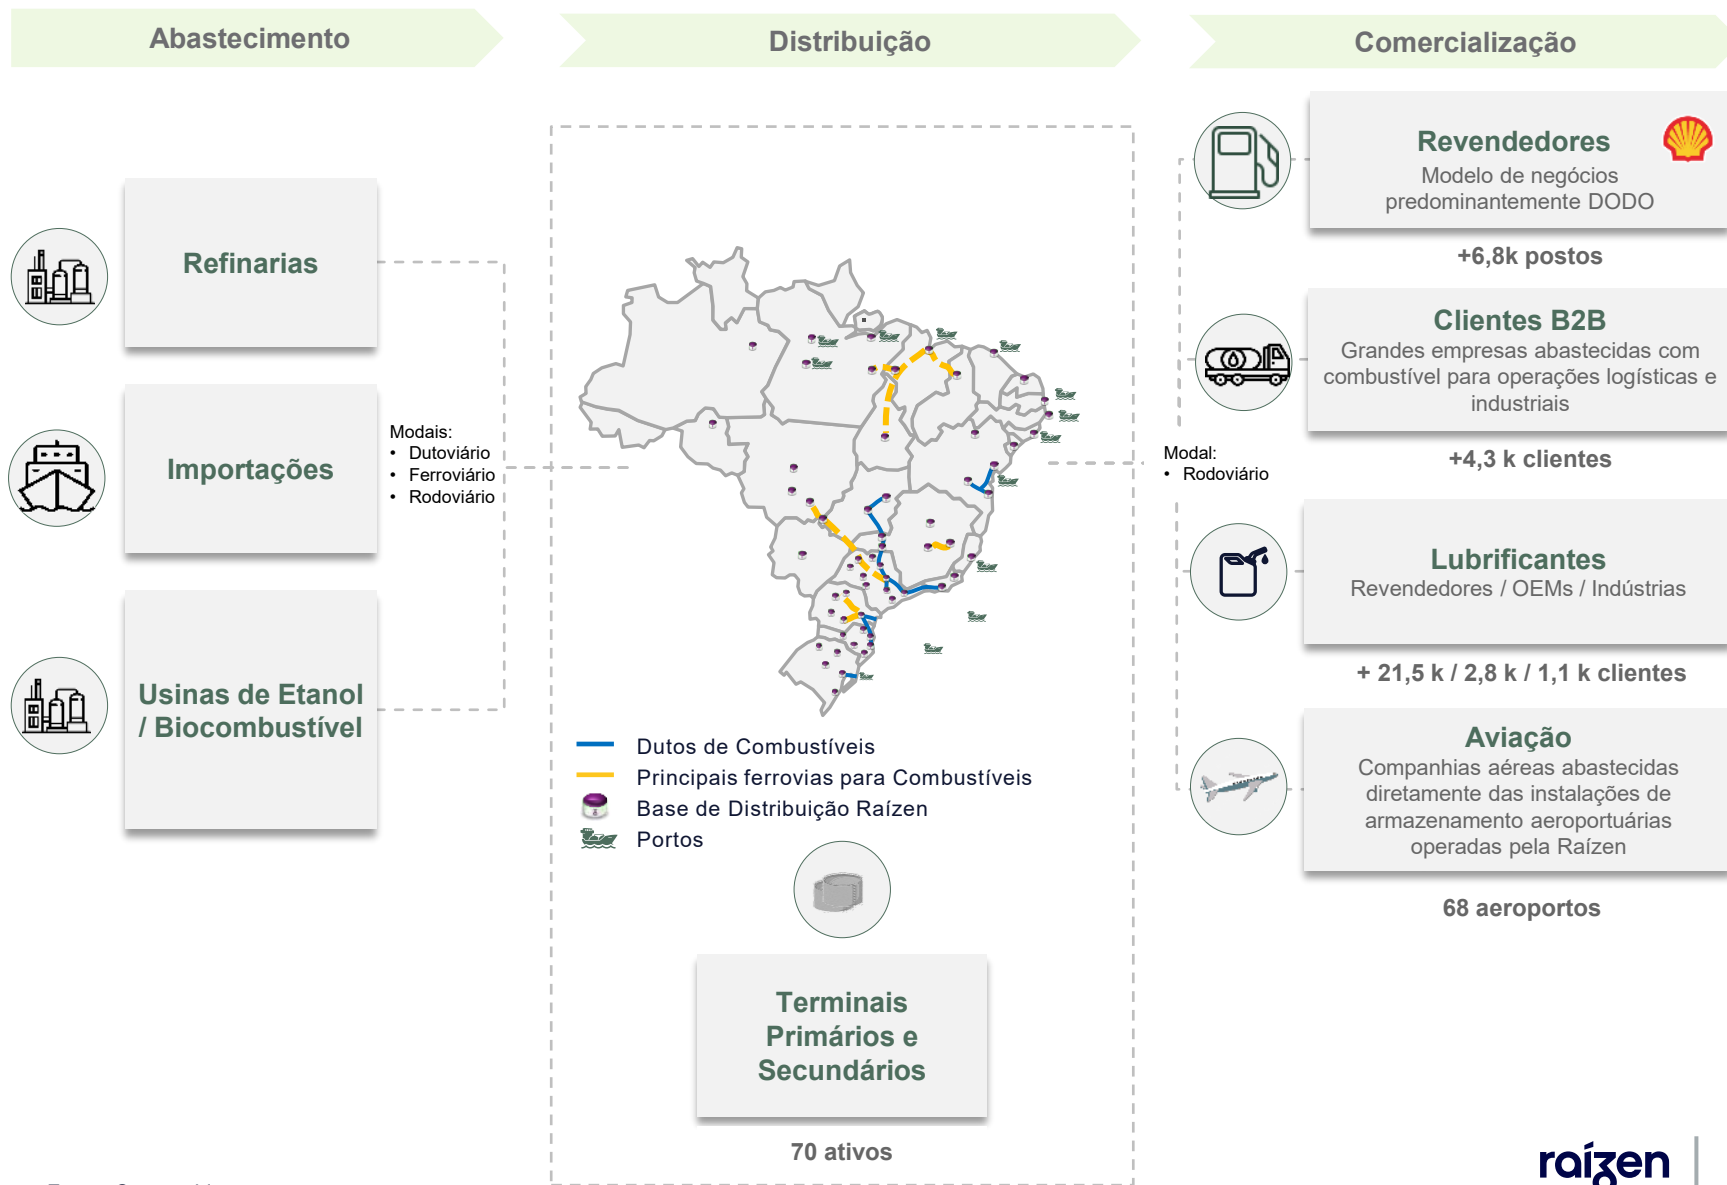 Abastecimento
Distribuição
Comercialização
Refinarias
Importações
Usinas de Etanol
/ Biocombustível
Modais:
• Dutoviário
• Ferroviário
• Rodoviário
Dutos de Combustíveis
Principais ferrovias para Combustíveis
Base de Distribuição Raízen
Portos
Terminais
Primários e
Secundários
70 ativos
Modal:
• Rodoviário
Revendedores
Modelo de negócios
predominantemente DODO
+6,8k postos
Clientes B2B
Grandes empresas abastecidas com
combustível para operações logísticas e
industriais
+4,3 k clientes
Lubrificantes
Revendedores / OEMs / Indústrias
+ 21,5 k / 2,8 k / 1,1 k clientes
Aviação
Companhias aéreas abastecidas
diretamente das instalações de
armazenamento aeroportuárias
operadas pela Raízen
68 aeroportos
raízen